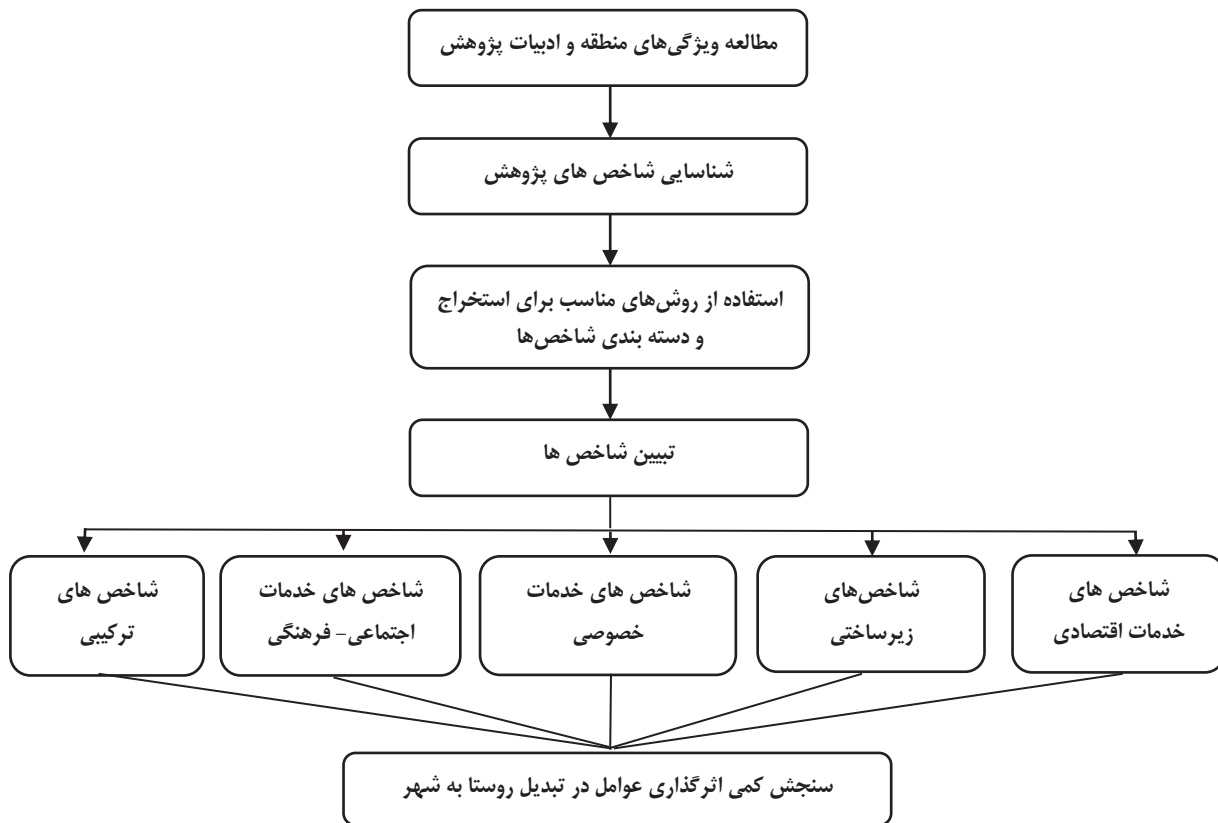 مطالعه ویژگی‌های منطقه و ادبیات پژوهش
شناسایی شاخص های پژوهش
استفاده از روش‌های مناسب برای استخراج
و دسته بندی شاخص‌ها
تبیین شاخص ها
شاخص های
خدمات اقتصادی
شاخص‌های
زیرساختی
شاخص های خدمات
خصوصی
شاخص های خدمات
اجتماعی- فرهنگی
شاخص های
ترکیبی
سنجش کمی اثرگذاری عوامل در تبدیل روستا به شهر